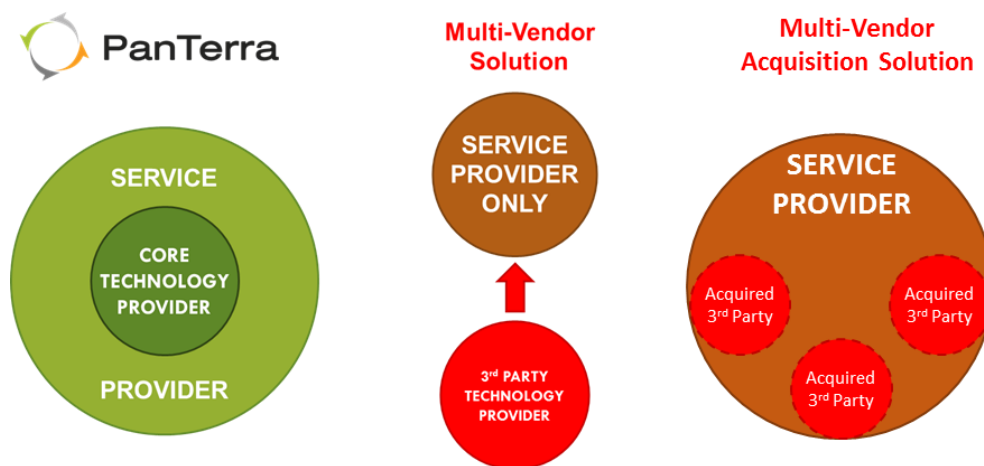 PanTerra
SERVICE
CORE
TECHNOLOGY
PROVIDER
PROVIDER
Multi-Vendor
Solution
SERVICE
PROVIDER
ONLY
3rd PARTY
TECHNOLOGY
PROVIDER
Multi-Vendor
Acquisition Solution
SERVICE
PROVIDER
Acquired
3rd Party
Acquired
3rd Party
Acquired
3rd Party